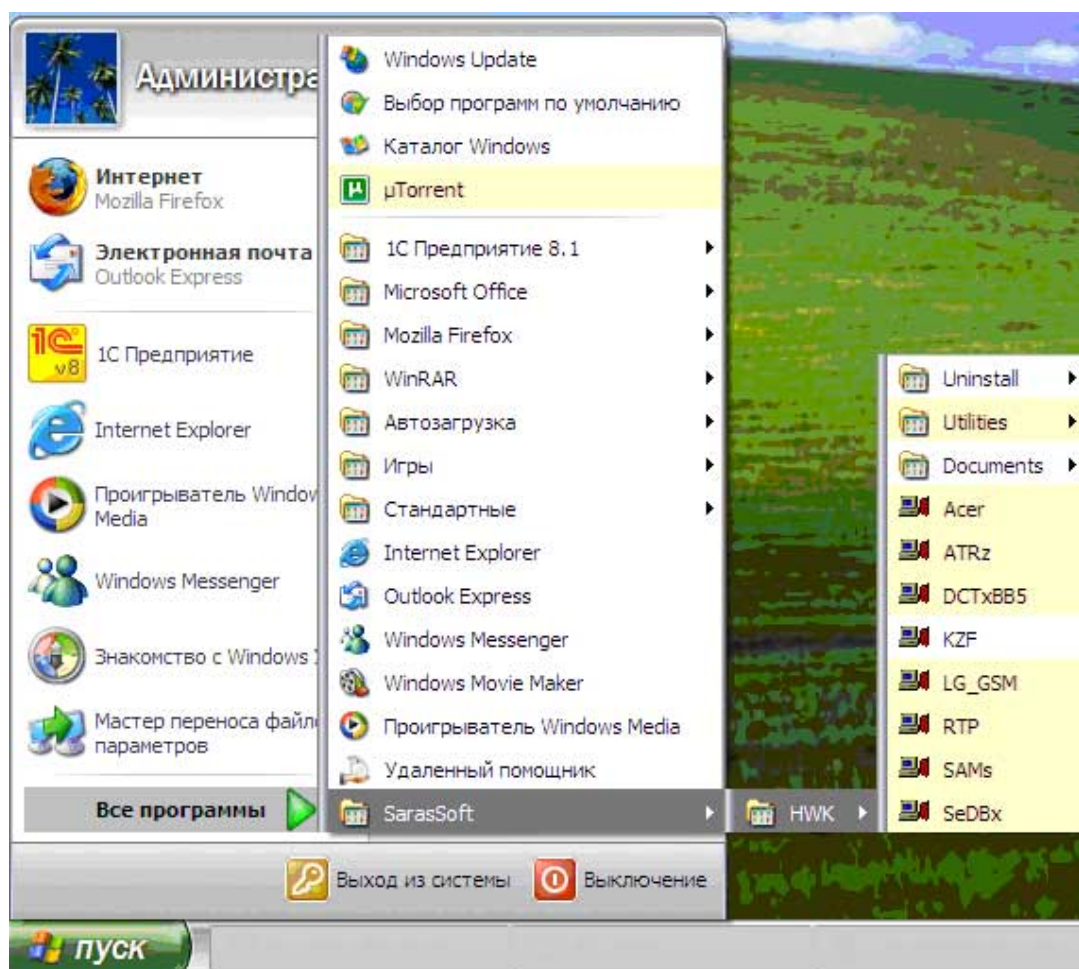 Администра
Интернет
Mozilla Firefox
Электронная почта
Outlook Express
1C
v8
1С Предприятие
Internet Explorer
Проигрыватель Window
Media
Windows Messenger
Знакомство с Windows
Мастер переноса файло
параметров
Все программы
Windows Update
Выбор программ по умолчанию
Каталог Windows
µTorrent
1С Предприятие 8.1
Microsoft Office
Mozilla Firefox
WinRAR
Автозагрузка
Игры
Стандартные
Internet Explorer
Outlook Express
Windows Messenger
Windows Movie Maker
Проигрыватель Windows Media
Удаленный помощник
SarasSoft
HWK
Uninstall
Utilities
Documents
Acer
ATRz
DCTxBB5
KZF
LG_GSM
RTP
SAMs
SeDBx
Выход из системы
Выключение
пуск